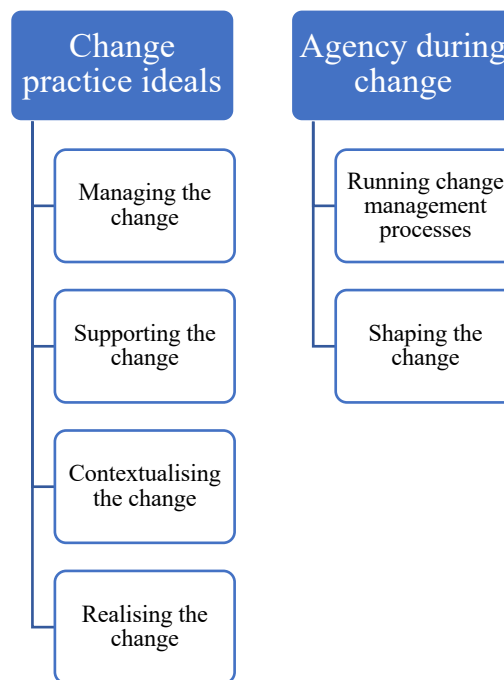 Change
practice ideals
Managing the
change
Supporting the
change
Contextualising
the change
Realising the
change
Agency during
change
Running change
management
processes
Shaping the
change